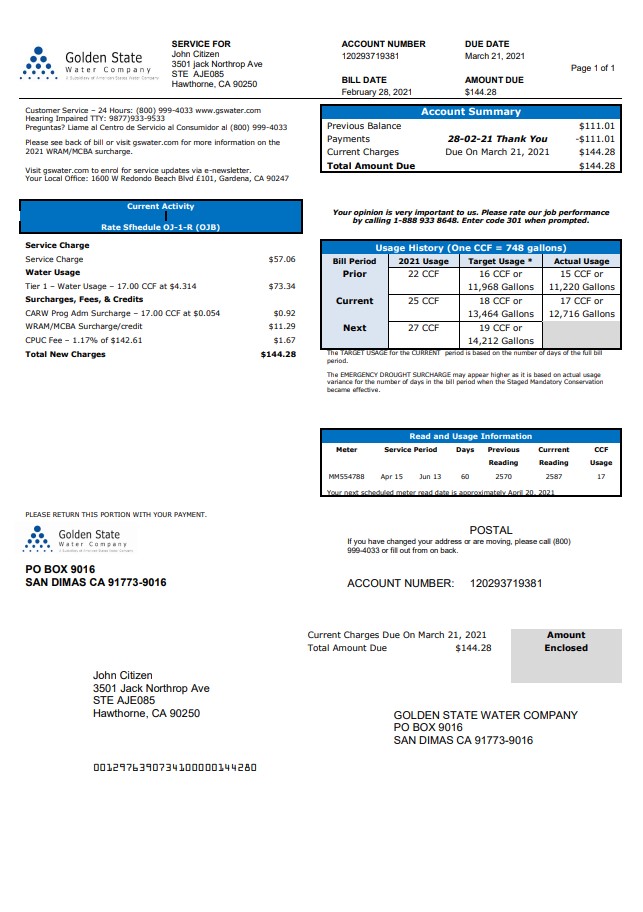 Golden State
Water Company
A Subsidiary of American States Water Company
SERVICE FOR
John Citizen
3501 jack Northrop Ave
STE AJE085
Hawthorne, CA 90250
ACCOUNT NUMBER
120293719381
BILL DATE
February 28, 2021
DUE DATE
March 21, 2021
AMOUNT DUE
$144.28
Page 1 of 1
Customer Service – 24 Hours: (800) 999-4033 www.gswater.com
Hearing Impaired TTY: 9877)933-9533
Preguntas? Llame al Centro de Servicio al Consumidor al (800) 999-4033
Please see back of bill or visit gswater.com for more information on the
2021 WRAM/MCBA surcharge.
Visit gswater.com to enrol for service updates via e-newsletter.
Your Local Office: 1600 W Redondo Beach Blvd £101, Gardena, CA 90247
Account Summary
Previous Balance $111.01
Payments 28-02-21 Thank You -$111.01
Current Charges Due On March 21, 2021 $144.28
Total Amount Due $144.28
Current Activity
Rate Sfhedule OJ-1-R (OJB)
Service Charge
Service Charge $57.06
Water Usage
Tier 1 – Water Usage – 17.00 CCF at $4.314 $73.34
Surcharges, Fees, & Credits
CARW Prog Adm Surcharge – 17.00 CCF at $0.054 $0.92
WRAM/MCBA Surcharge/credit $11.29
CPUC Fee – 1.17% of $142.61 $1.67
Total New Charges $144.28
Your opinion is very important to us. Please rate our job performance
by calling 1-888 933 8648. Enter code 301 when prompted.
Usage History (One CCF = 748 gallons)
Bill Period 2021 Usage Target Usage * Actual Usage
Prior 22 CCF 16 CCF or 15 CCF or
11,968 Gallons 11,220 Gallons
Current 25 CCF 18 CCF or 17 CCF or
13,464 Gallons 12,716 Gallons
Next 27 CCF 19 CCF or
14,212 Gallons
The TARGET USAGE for the CURRENT period is based on the number of days of the full bill
period.
The EMERGENCY DROUGHT SURCHARGE may appear higher as it is based on actual usage
variance for the number of days in the bill period when the Staged Mandatory Conservation
became effective.
Read and Usage Information
Meter Service Period Days Previous Currrent CCF
Reading Reading Usage
MM554788 Apr 15 Jun 13 60 2570 2587 17
Your next scheduled meter read date is approximately April 20, 2021
PLEASE RETURN THIS PORTION WITH YOUR PAYMENT.
Golden State
Water Company
A Subsidiary of American States Water Company
PO BOX 9016
SAN DIMAS CA 91773-9016
POSTAL
If you have changed your address or are moving, please call (800)
999-4033 or fill out from on back.
ACCOUNT NUMBER: 120293719381
Current Charges Due On March 21, 2021
Total Amount Due $144.28
Amount
Enclosed
John Citizen
3501 Jack Northrop Ave
STE AJE085
Hawthorne, CA 90250
GOLDEN STATE WATER COMPANY
PO BOX 9016
SAN DIMAS CA 91773-9016
0012976390734100000144280